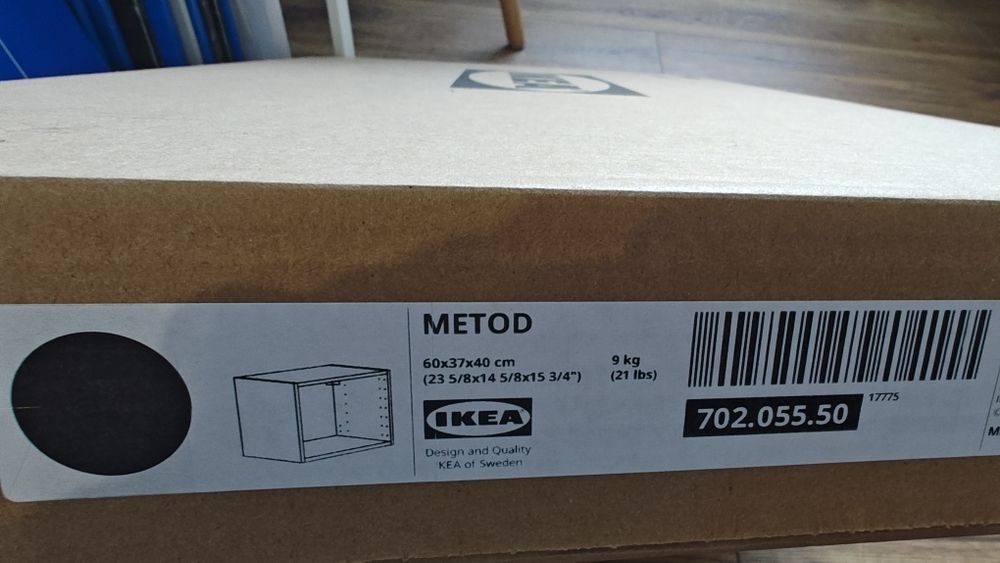 IKEA
METOD
60x37x40 cm
(23 5/8x14 5/8x15 3/4")
9 kg
(21 lbs)
IKEA
Design and Quality
KEA of Sweden
702.055.50
17775